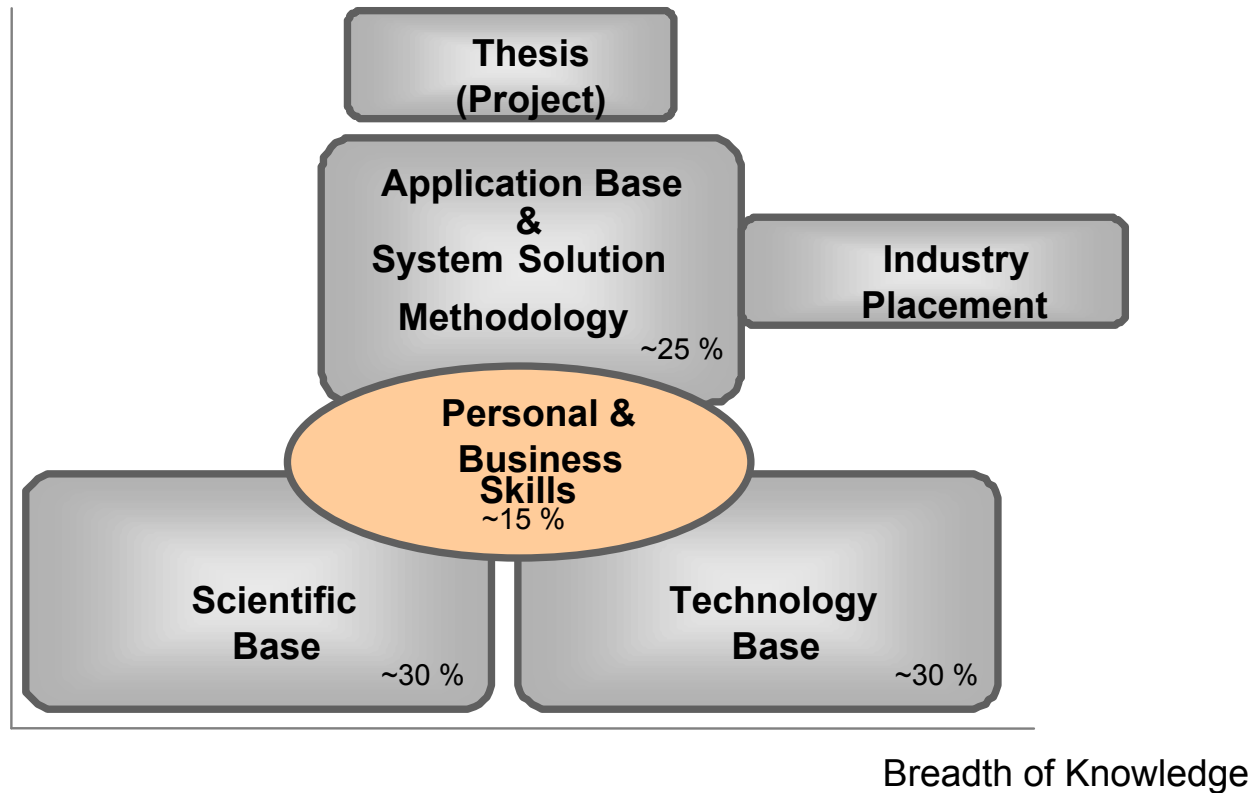 Thesis
(Project)
Application Base
&
System Solution
Methodology
~25 %
Industry
Placement
Personal &
Business
Skills
~15 %
Scientific
Base
~30 %
Technology
Base
~30 %
Breadth of Knowledge